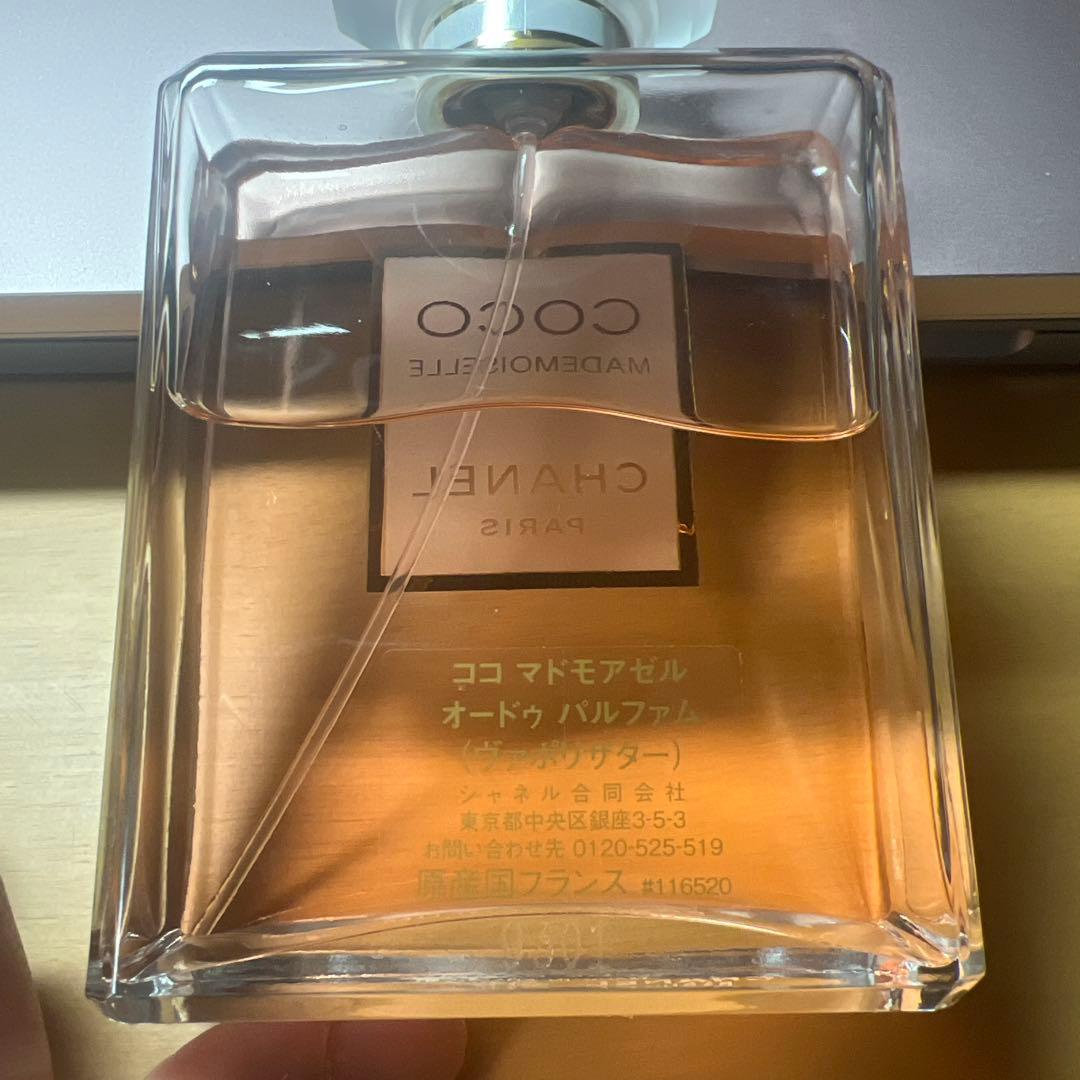 COCO
MADEMOISELLE
CHANEL
PARIS
ココ マドモアゼル
オードゥ パルファム
(ヴァポリザター)
シャネル合同会社
東京都中央区銀座3-5-3
お問い合わせ先 0120-525-519
原産国フランス #116520